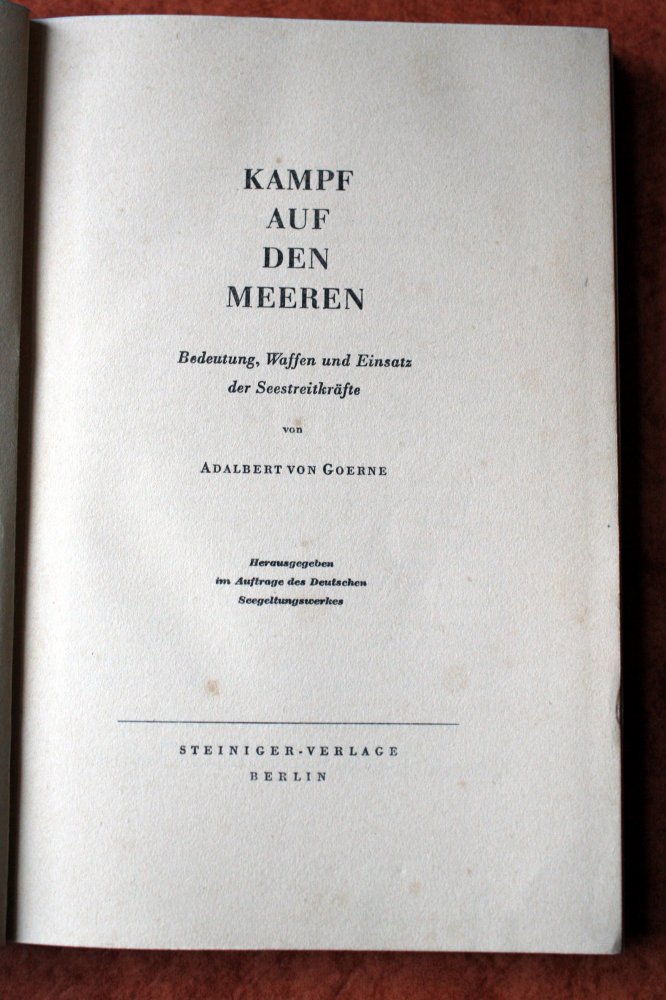 KAMPF
AUF
DEN
MEEREN
Bedeutung, Waffen und Einsatz
der Seestreitkräfte
von
ADALBERT VON GOERNE
Herausgegeben
im Auftrage des Deutschen
Seegeltungswerkes
STEINIGER-VERLAGE
BERLIN